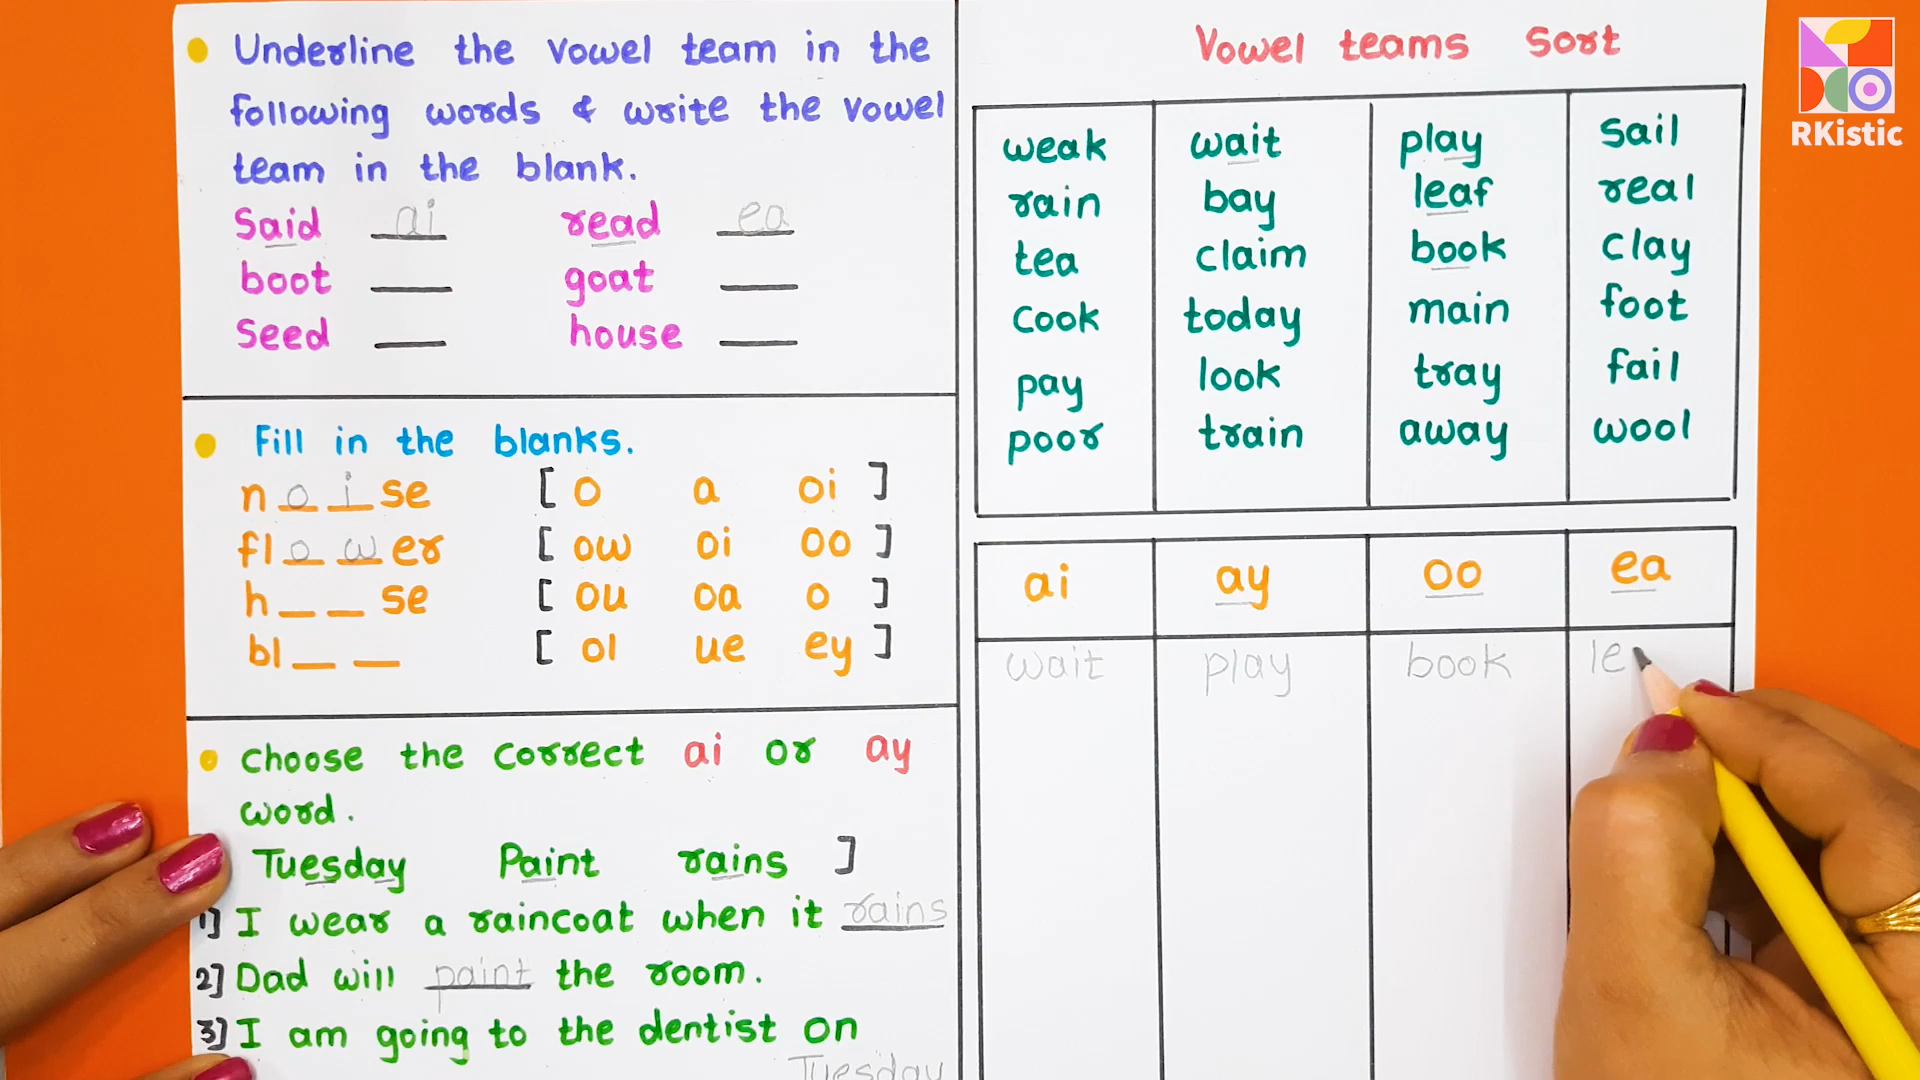 Underline the vowel team in the
following words & write the vowel
team in the blank.
Said ai read ea
boot ___ goat ___
Seed ___ house ___
Fill in the blanks.
n o i se [ o a oi ]
fl o w er [ ow oi oo ]
h _ _ se [ ou oa o ]
bl _ _ [ ol ue ey ]
Choose the correct ai or ay
word.
Tuesday Paint rains ]
1] I wear a raincoat when it rains
2] Dad will paint the room.
3] I am going to the dentist on
Tuesday
Vowel teams Sort
weak wait play Sail
rain bay leaf real
tea claim book clay
cook today main foot
pay look tray fail
poor train away wool
ai ay oo ea
wait play book le
RKistic